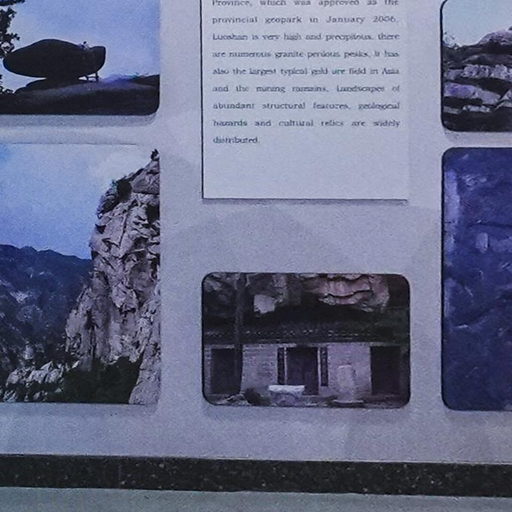 Province, which was approved as the
provincial geopark in January 2006.
Luoshan is very high and precipitous, there
are numerous granite perilous peaks. It has
also the largest typical gold ore field in Asia
and the mining remains. Landscapes of
abundant structural features, geological
hazards and cultural relics are widely
distributed.